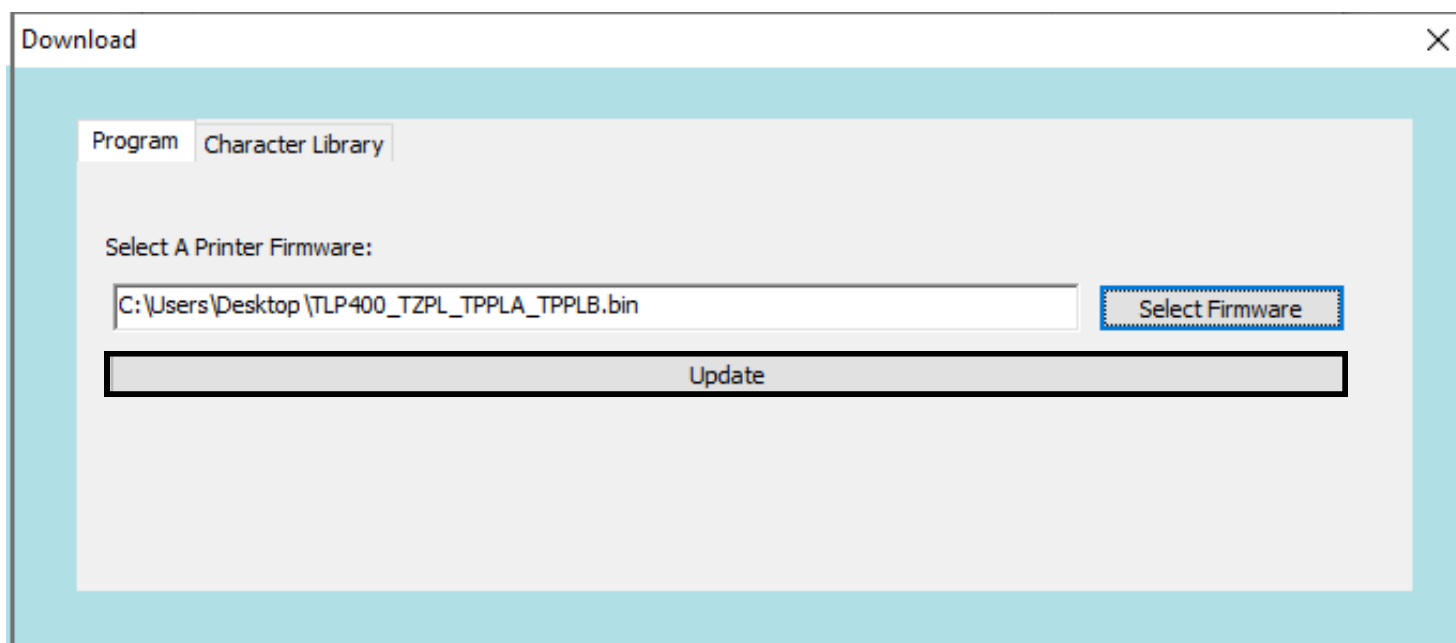 Download
Program
Character Library
Select A Printer Firmware:
C:\Users\Desktop\TLP400_TZPL_TPPLA_TPPLB.bin
Select Firmware
Update